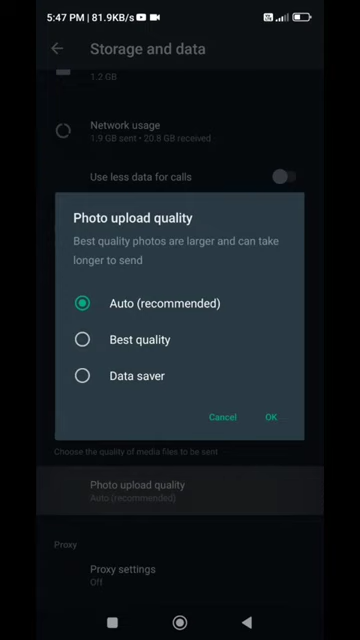 5:47 PM | 81.9KB/s
Storage and data
1.2 GB
Network usage
1.9 GB sent • 20.8 GB received
Use less data for calls
Photo upload quality
Best quality photos are larger and can take
longer to send
Auto (recommended)
Best quality
Data saver
Cancel OK
Choose the quality of media files to be sent
Photo upload quality
Auto (recommended)
Proxy
Proxy settings
Off